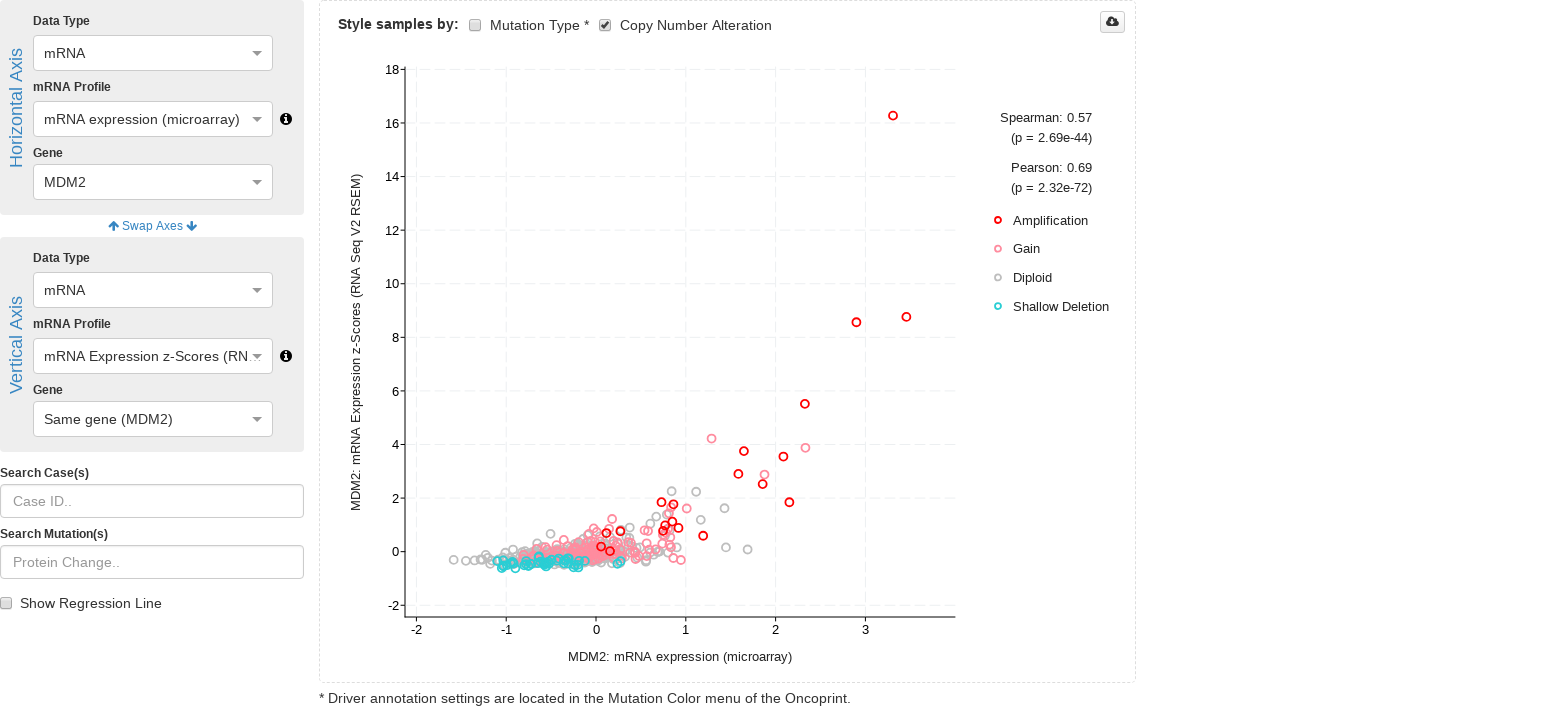 Horizontal Axis
Data Type
mRNA
mRNA Profile
mRNA expression (microarray)
Gene
MDM2
Swap Axes
Vertical Axis
Data Type
mRNA
mRNA Profile
mRNA Expression z-Scores (RN...
Gene
Same gene (MDM2)
Search Case(s)
Case ID..
Search Mutation(s)
Protein Change..
Show Regression Line
Style samples by: Mutation Type * Copy Number Alteration
MDM2: mRNA Expression z-Scores (RNA Seq V2 RSEM)
18
16
14
12
10
8
6
4
2
0
-2
-2 -1 0 1 2 3
MDM2: mRNA expression (microarray)
Spearman: 0.57
(p = 2.69e-44)
Pearson: 0.69
(p = 2.32e-72)
Amplification
Gain
Diploid
Shallow Deletion
* Driver annotation settings are located in the Mutation Color menu of the Oncoprint.